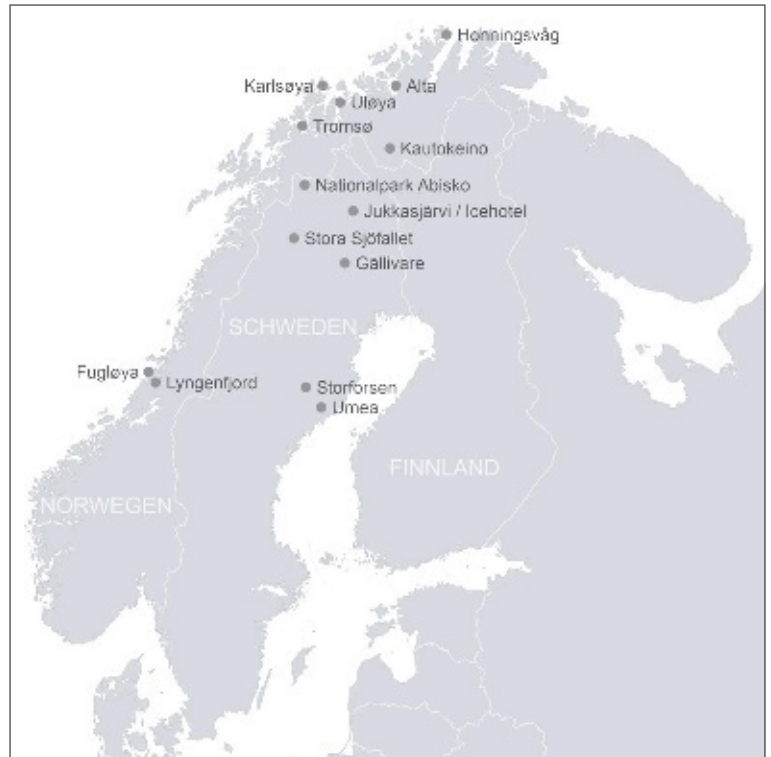 Honningsvåg
Karlsøya
Alta
Uløya
Tromsø
Kautokeino
Nationalpark Abisko
Jukkasjärvi / Icehotel
Stora Sjöfallet
Gällivare
SCHWEDEN
Fugløya
Lyngenfjord
Storforsen
Umea
FINNLAND
NORWEGEN